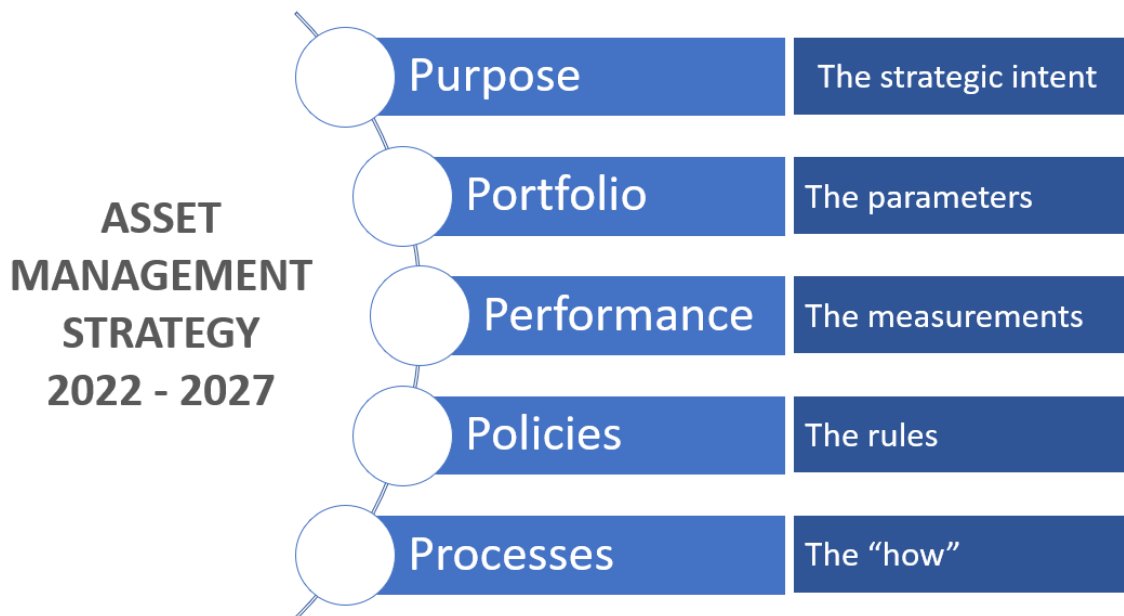 ASSET
MANAGEMENT
STRATEGY
2022 - 2027
Purpose
The strategic intent
Portfolio
The parameters
Performance
The measurements
Policies
The rules
Processes
The “how”